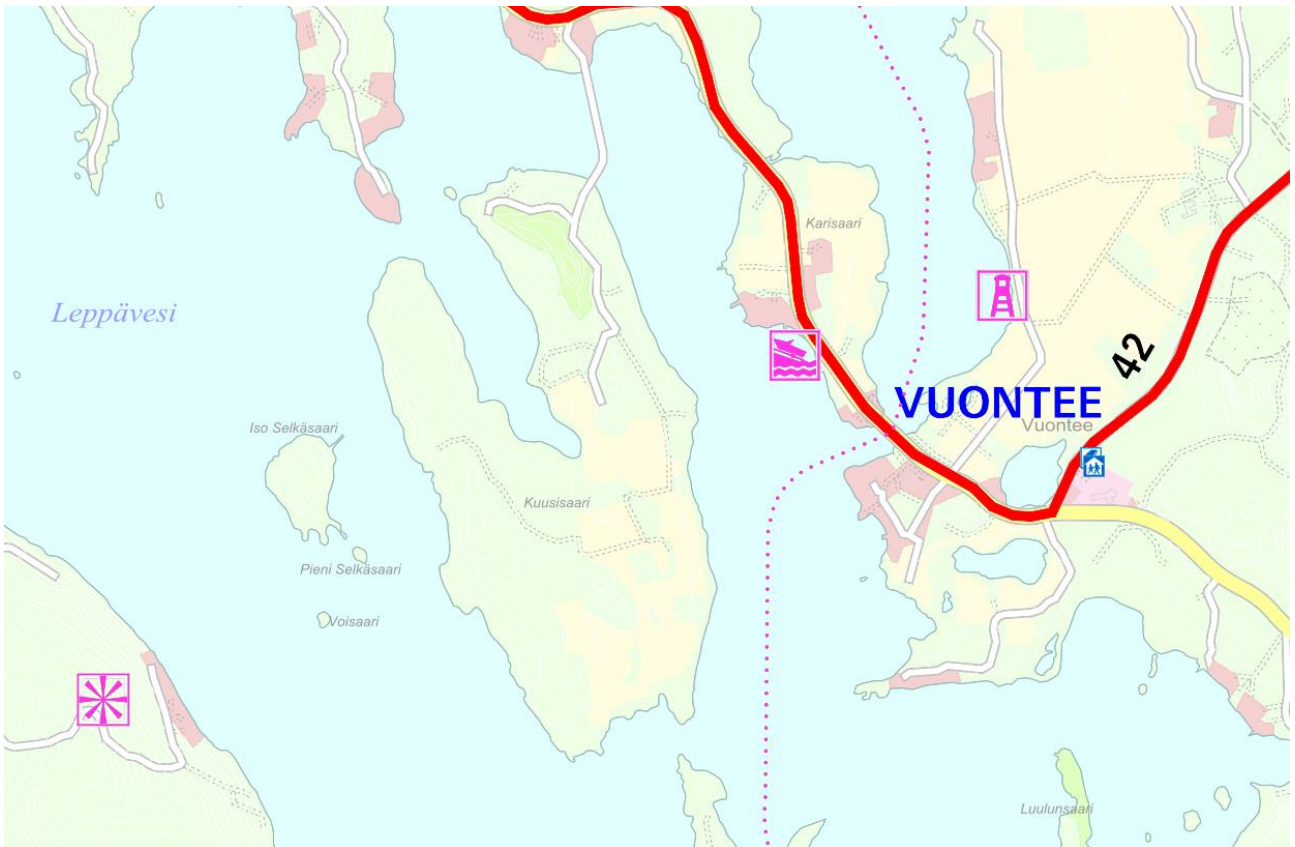 Karisaari
Leppävesi
42
VUONTEE
Vuontee
Iso Selkäsaari
Kuusisaari
Pieni Selkäsaari
Voisaari
Luulunsaari